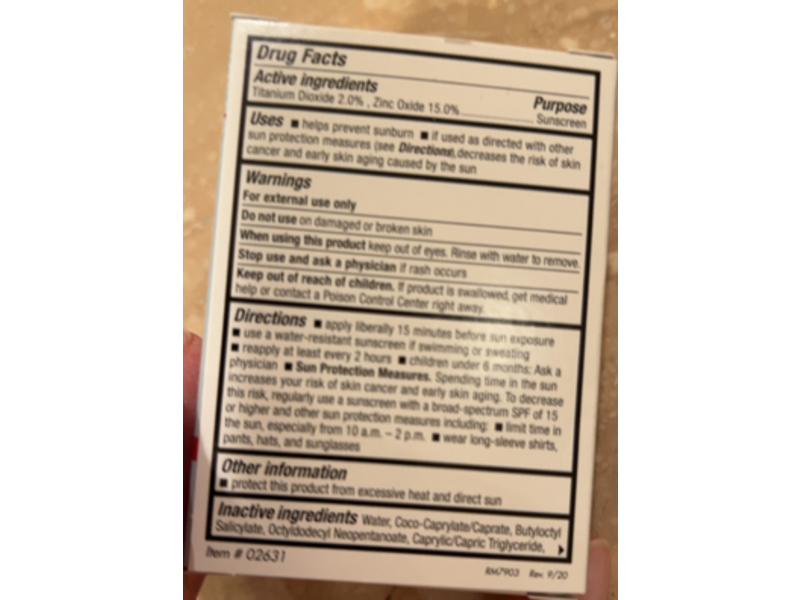 Drug Facts
Active ingredients Purpose
Titanium Dioxide 2.0% , Zinc Oxide 15.0% Sunscreen
Uses ■ helps prevent sunburn ■ if used as directed with other
sun protection measures (see Directions),decreases the risk of skin
cancer and early skin aging caused by the sun
Warnings
For external use only
Do not use on damaged or broken skin
When using this product keep out of eyes. Rinse with water to remove.
Stop use and ask a physician if rash occurs
Keep out of reach of children. If product is swallowed, get medical
help or contact a Poison Control Center right away.
Directions ■ apply liberally 15 minutes before sun exposure
■ use a water-resistant sunscreen if swimming or sweating
■ reapply at least every 2 hours ■ children under 6 months: Ask a
physician ■ Sun Protection Measures. Spending time in the sun
increases your risk of skin cancer and early skin aging. To decrease
this risk, regularly use a sunscreen with a broad-spectrum SPF of 15
or higher and other sun protection measures including: ■ limit time in
the sun, especially from 10 a.m. – 2 p.m. ■ wear long-sleeve shirts,
pants, hats, and sunglasses
Other information
■ protect this product from excessive heat and direct sun
Inactive ingredients Water, Coco-Caprylate/Caprate, Butyloctyl
Salicylate, Octyldodecyl Neopentanoate, Caprylic/Capric Triglyceride,
Item # 02631
RM7903 Rev. 9/20